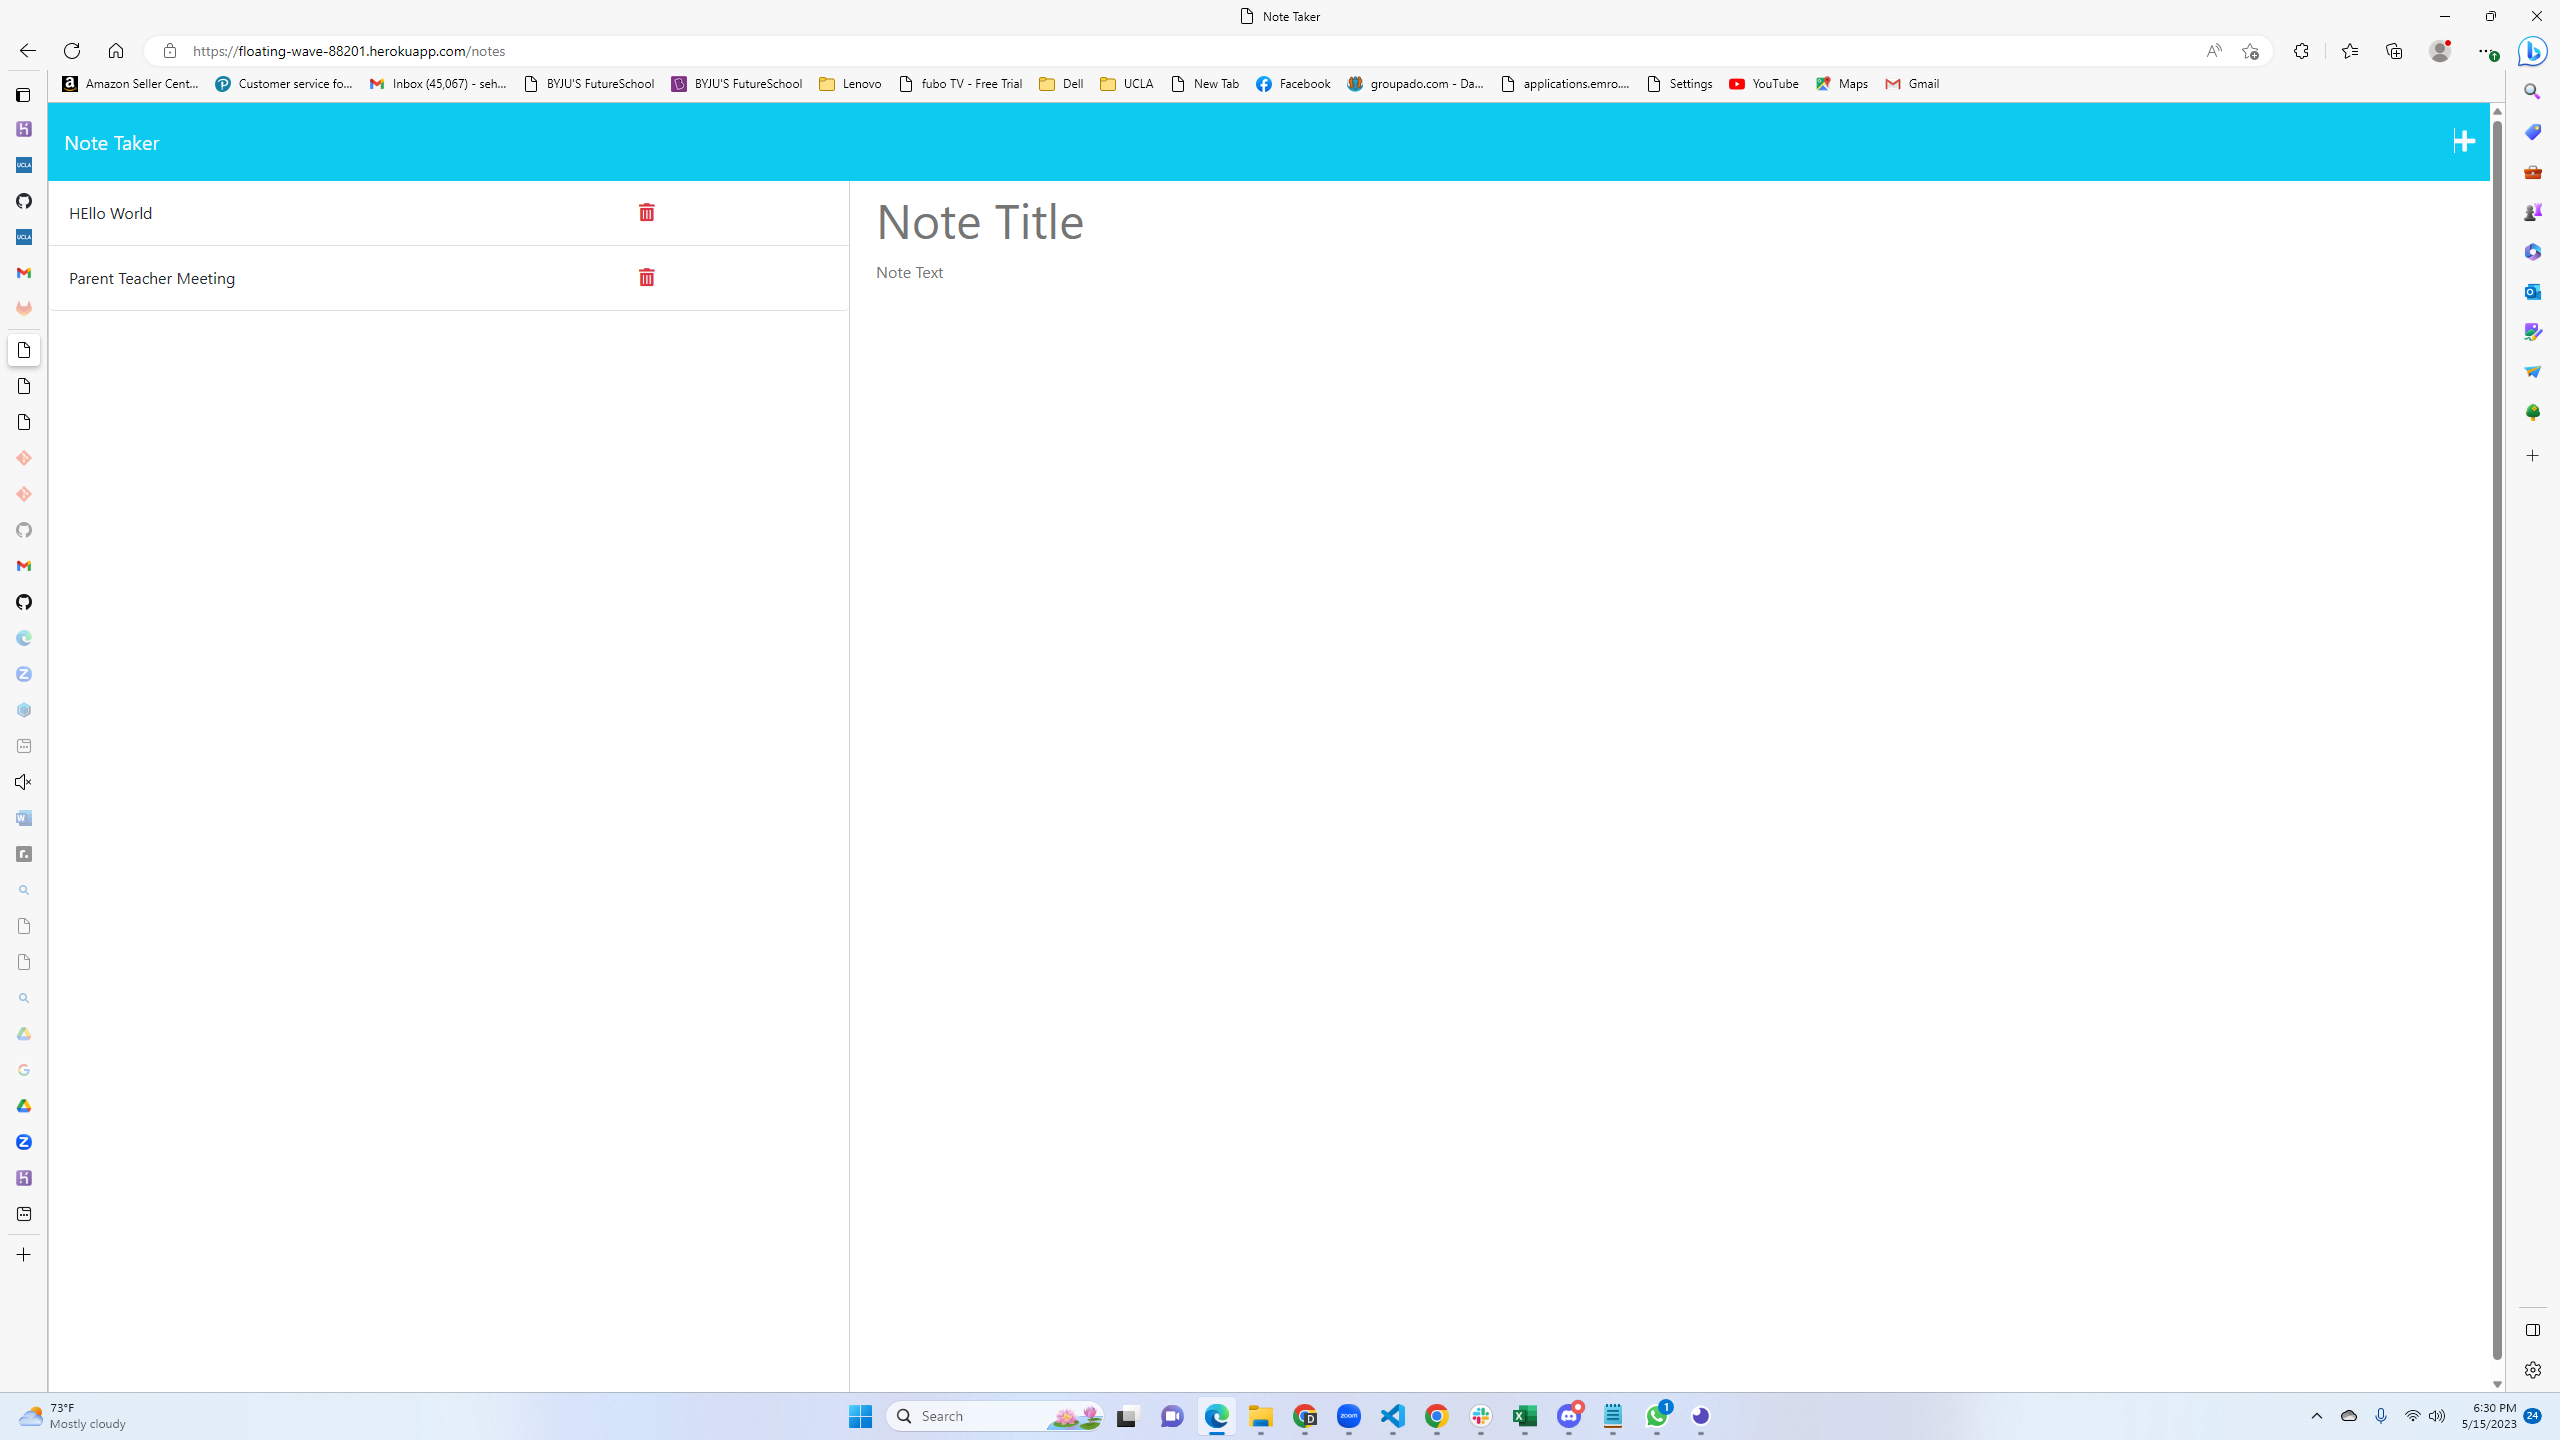 Note Taker
https://floating-wave-88201.herokuapp.com/notes
Amazon Seller Cent... Customer service fo... Inbox (45,067) - seh... BYJU'S FutureSchool BYJU'S FutureSchool Lenovo fubo TV - Free Trial Dell UCLA New Tab Facebook groupado.com - Da... applications.emro.... Settings YouTube Maps Gmail
Note Taker
HEllo World
Parent Teacher Meeting
Note Title
Note Text
73°F
Mostly cloudy
Search
zoom
1
6:30 PM
5/15/2023
24